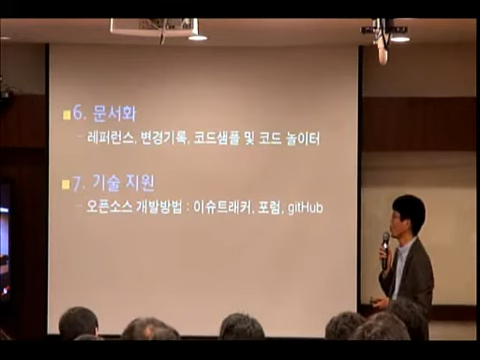 6. 문서화
- 레퍼런스, 변경기록, 코드샘플 및 코드 놀이터
7. 기술 지원
- 오픈소스 개발방법 : 이슈트래커, 포럼, gitHub